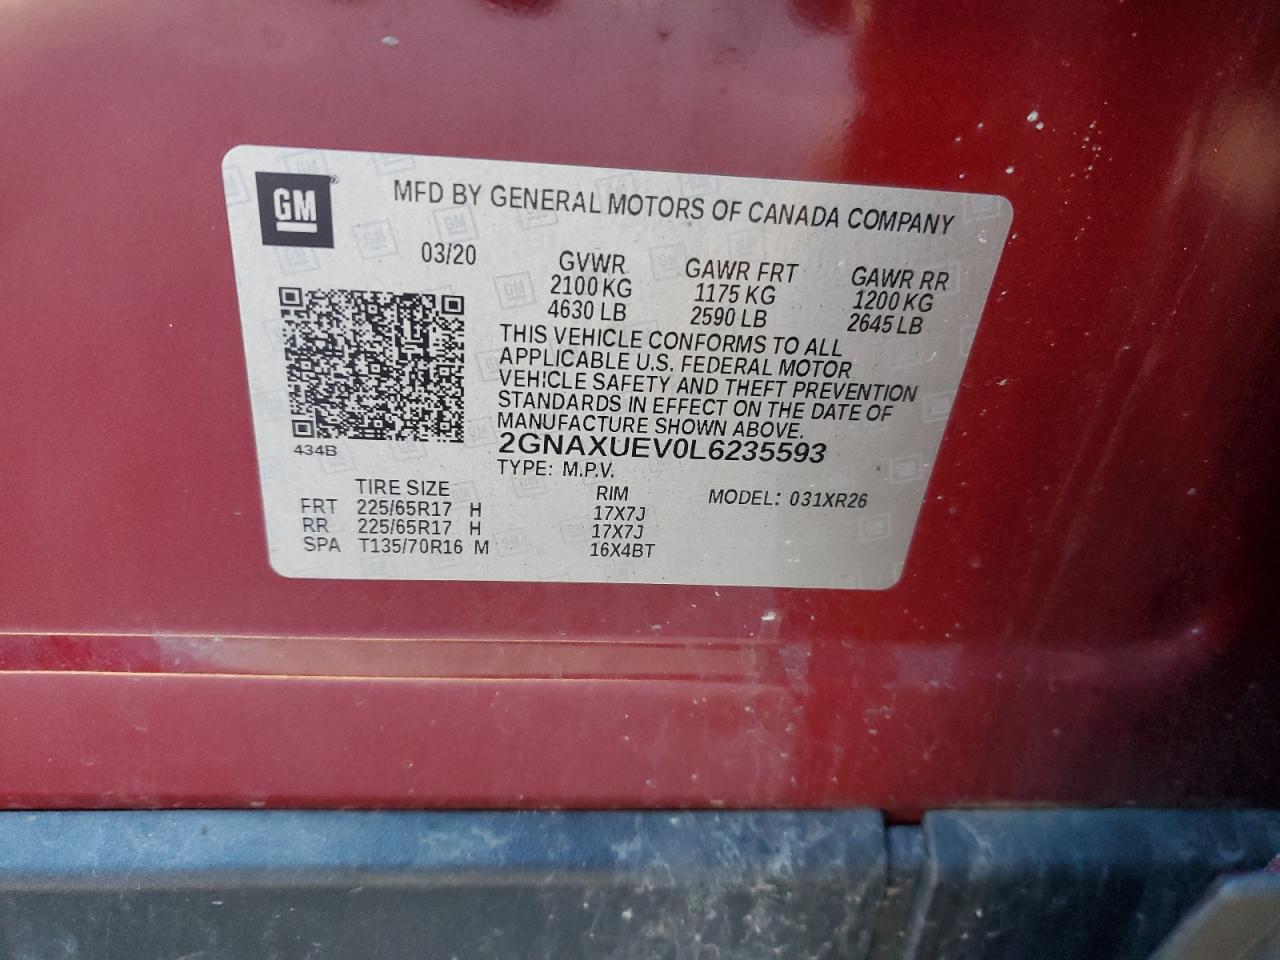 GM
MFD BY GENERAL MOTORS OF CANADA COMPANY
03/20
GVWR GAWR FRT GAWR RR
2100 KG 1175 KG 1200 KG
4630 LB 2590 LB 2645 LB
THIS VEHICLE CONFORMS TO ALL
APPLICABLE U.S. FEDERAL MOTOR
VEHICLE SAFETY AND THEFT PREVENTION
STANDARDS IN EFFECT ON THE DATE OF
MANUFACTURE SHOWN ABOVE.
434B
2GNAXUEV0L6235593
TYPE: M.P.V.
TIRE SIZE RIM MODEL: 031XR26
FRT 225/65R17 H 17X7J
RR 225/65R17 H 17X7J
SPA T135/70R16 M 16X4BT